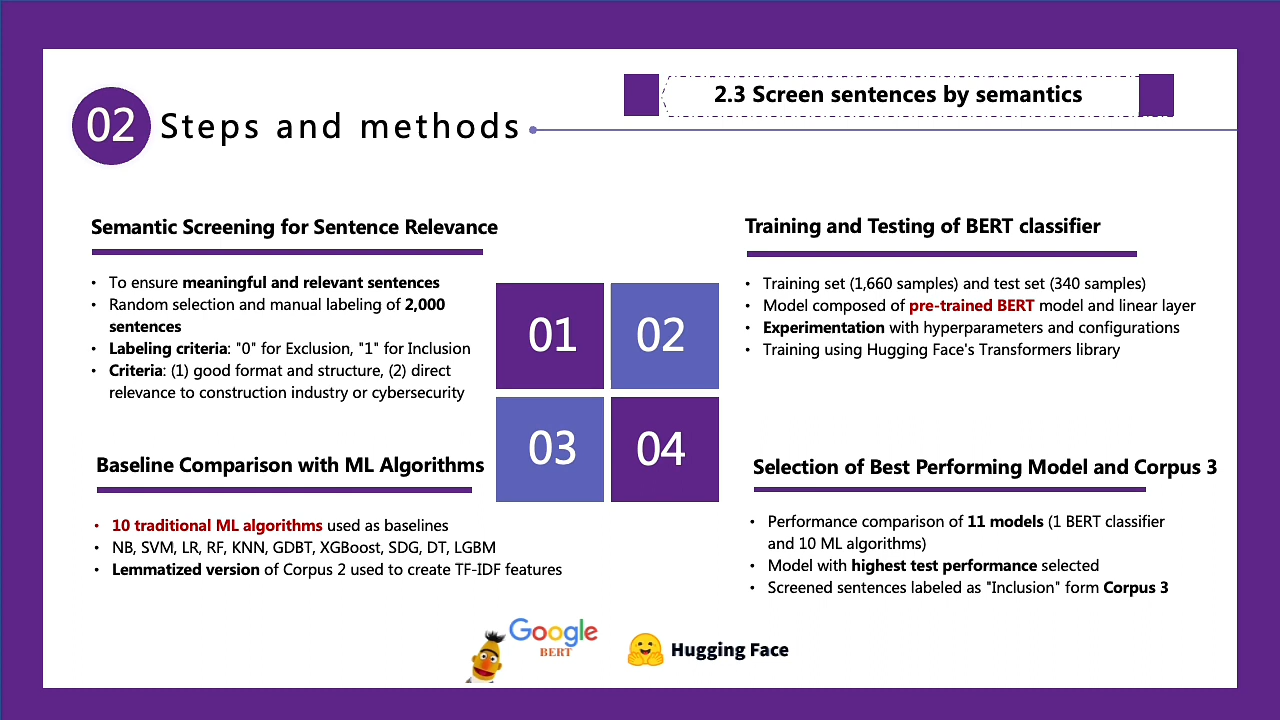 02
Steps and methods
2.3 Screen sentences by semantics
Semantic Screening for Sentence Relevance
• To ensure meaningful and relevant sentences
• Random selection and manual labeling of 2,000
sentences
• Labeling criteria: "0" for Exclusion, "1" for Inclusion
• Criteria: (1) good format and structure, (2) direct
relevance to construction industry or cybersecurity
01
02
Training and Testing of BERT classifier
• Training set (1,660 samples) and test set (340 samples)
• Model composed of pre-trained BERT model and linear layer
• Experimentation with hyperparameters and configurations
• Training using Hugging Face's Transformers library
03
04
Baseline Comparison with ML Algorithms
• 10 traditional ML algorithms used as baselines
• NB, SVM, LR, RF, KNN, GDBT, XGBoost, SDG, DT, LGBM
• Lemmatized version of Corpus 2 used to create TF-IDF features
Selection of Best Performing Model and Corpus 3
• Performance comparison of 11 models (1 BERT classifier
and 10 ML algorithms)
• Model with highest test performance selected
• Screened sentences labeled as "Inclusion" form Corpus 3
Google
BERT
Hugging Face